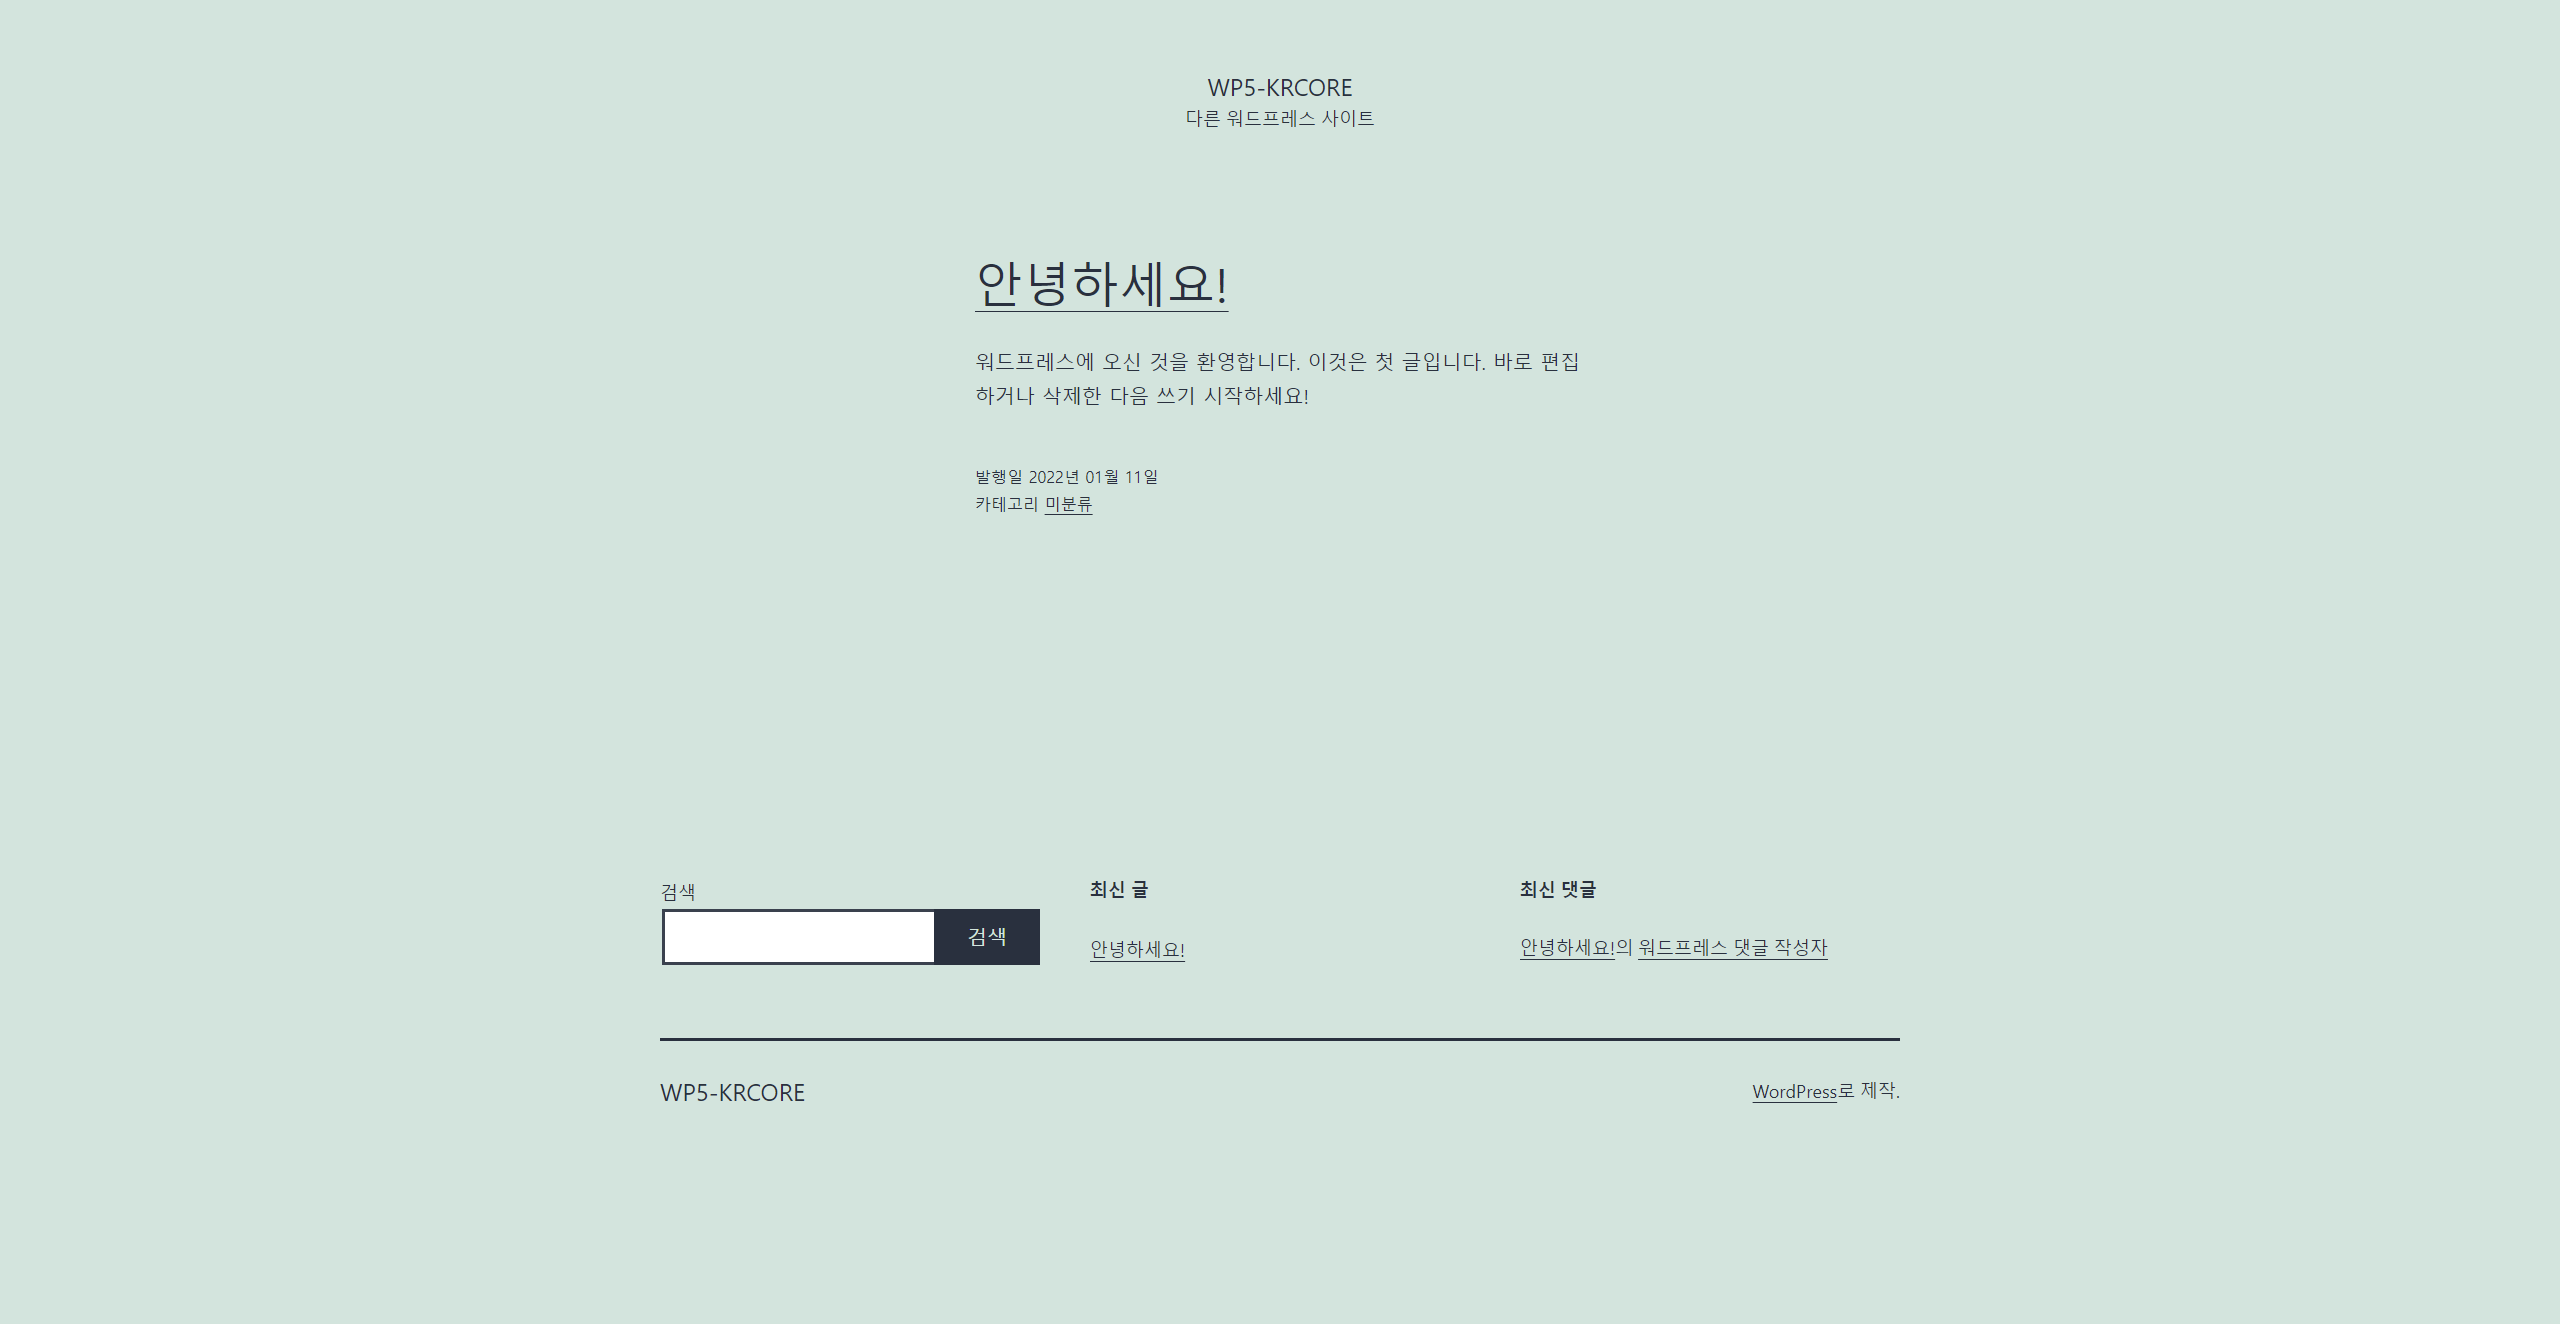 WP5-KRCORE
다른 워드프레스 사이트
안녕하세요!
워드프레스에 오신 것을 환영합니다. 이것은 첫 글입니다. 바로 편집
하거나 삭제한 다음 쓰기 시작하세요!
발행일 2022년 01월 11일
카테고리 미분류
검색
검색
최신 글
안녕하세요!
최신 댓글
안녕하세요!의 워드프레스 댓글 작성자
WP5-KRCORE
WordPress로 제작.